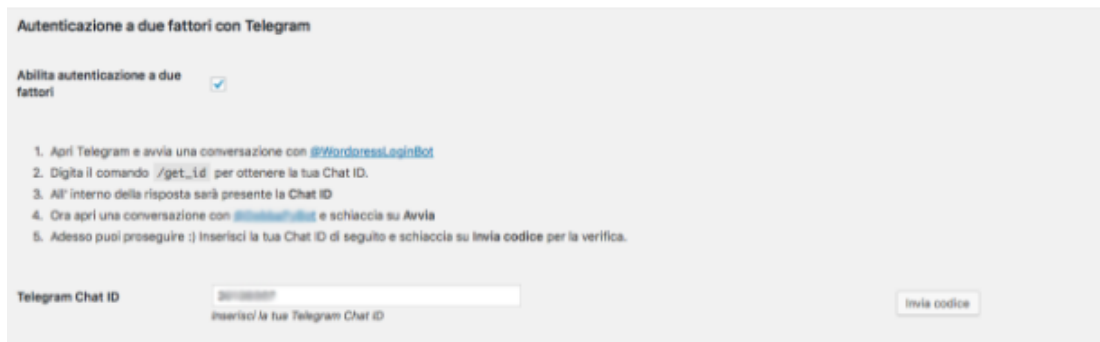 Autenticazione a due fattori con Telegram
Abilita autenticazione a due
fattori
1. Apri Telegram e avvia una conversazione con @WordpressLoginBot
2. Digita il comando /get_id per ottenere la tua Chat ID.
3. All' interno della risposta sarà presente la Chat ID
4. Ora apri una conversazione con e schiaccia su Avvia
5. Adesso puoi proseguire :) Inserisci la tua Chat ID di seguito e schiaccia su Invia codice per la verifica.
Telegram Chat ID
Invia codice
Inserisci la tua Telegram Chat ID